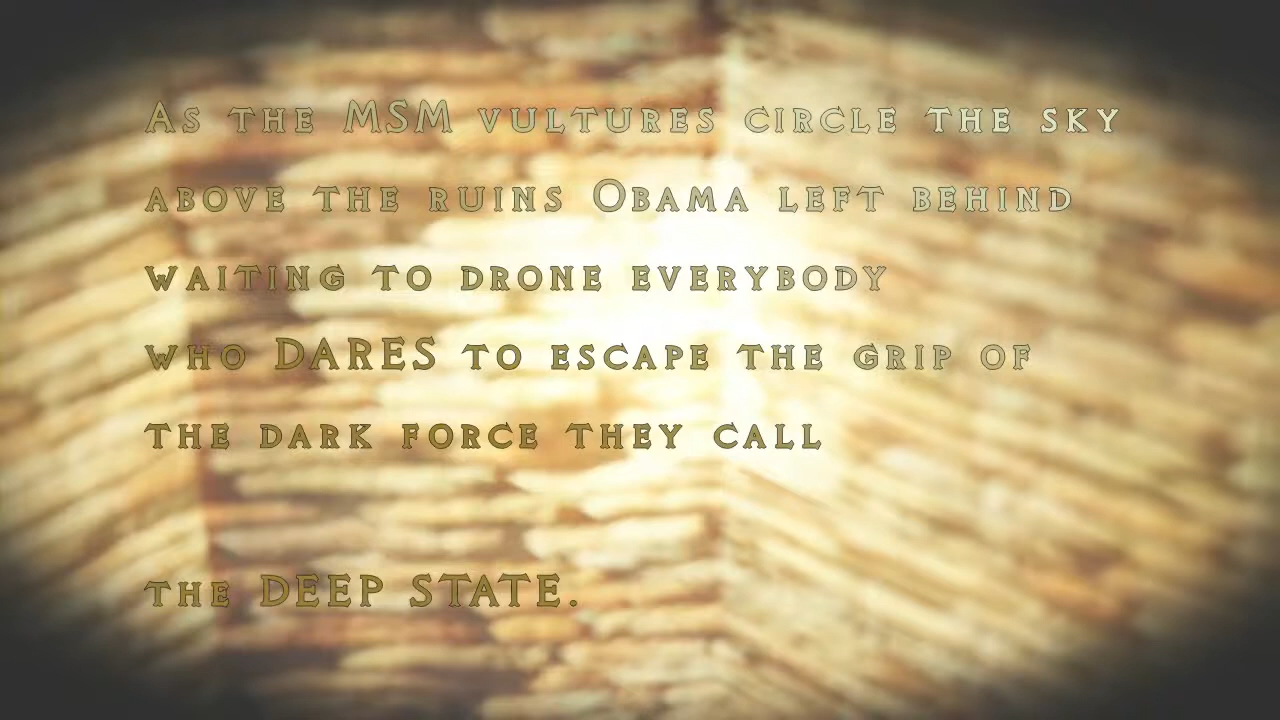 As the MSM vultures circle the sky
above the ruins Obama left behind
waiting to drone everybody
who DARES to escape the grip of
the dark force they call
the DEEP STATE.